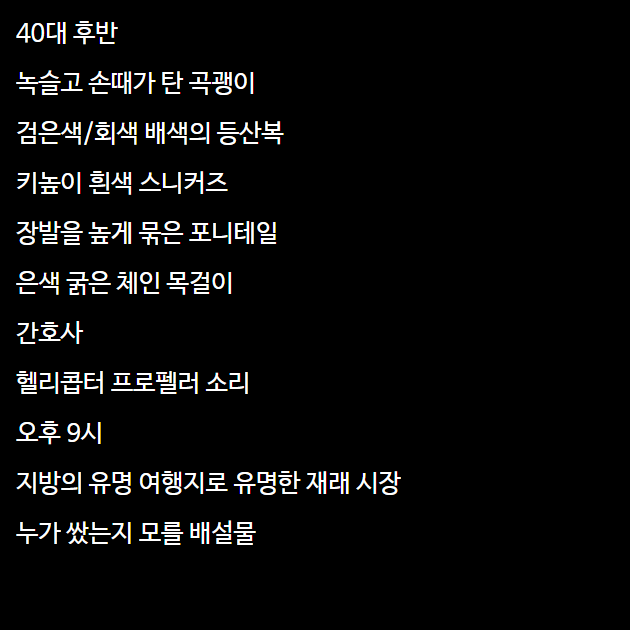 40대 후반
녹슬고 손때가 탄 곡괭이
검은색/회색 배색의 등산복
키높이 흰색 스니커즈
장발을 높게 묶은 포니테일
은색 굵은 체인 목걸이
간호사
헬리콥터 프로펠러 소리
오후 9시
지방의 유명 여행지로 유명한 재래 시장
누가 쌌는지 모를 배설물